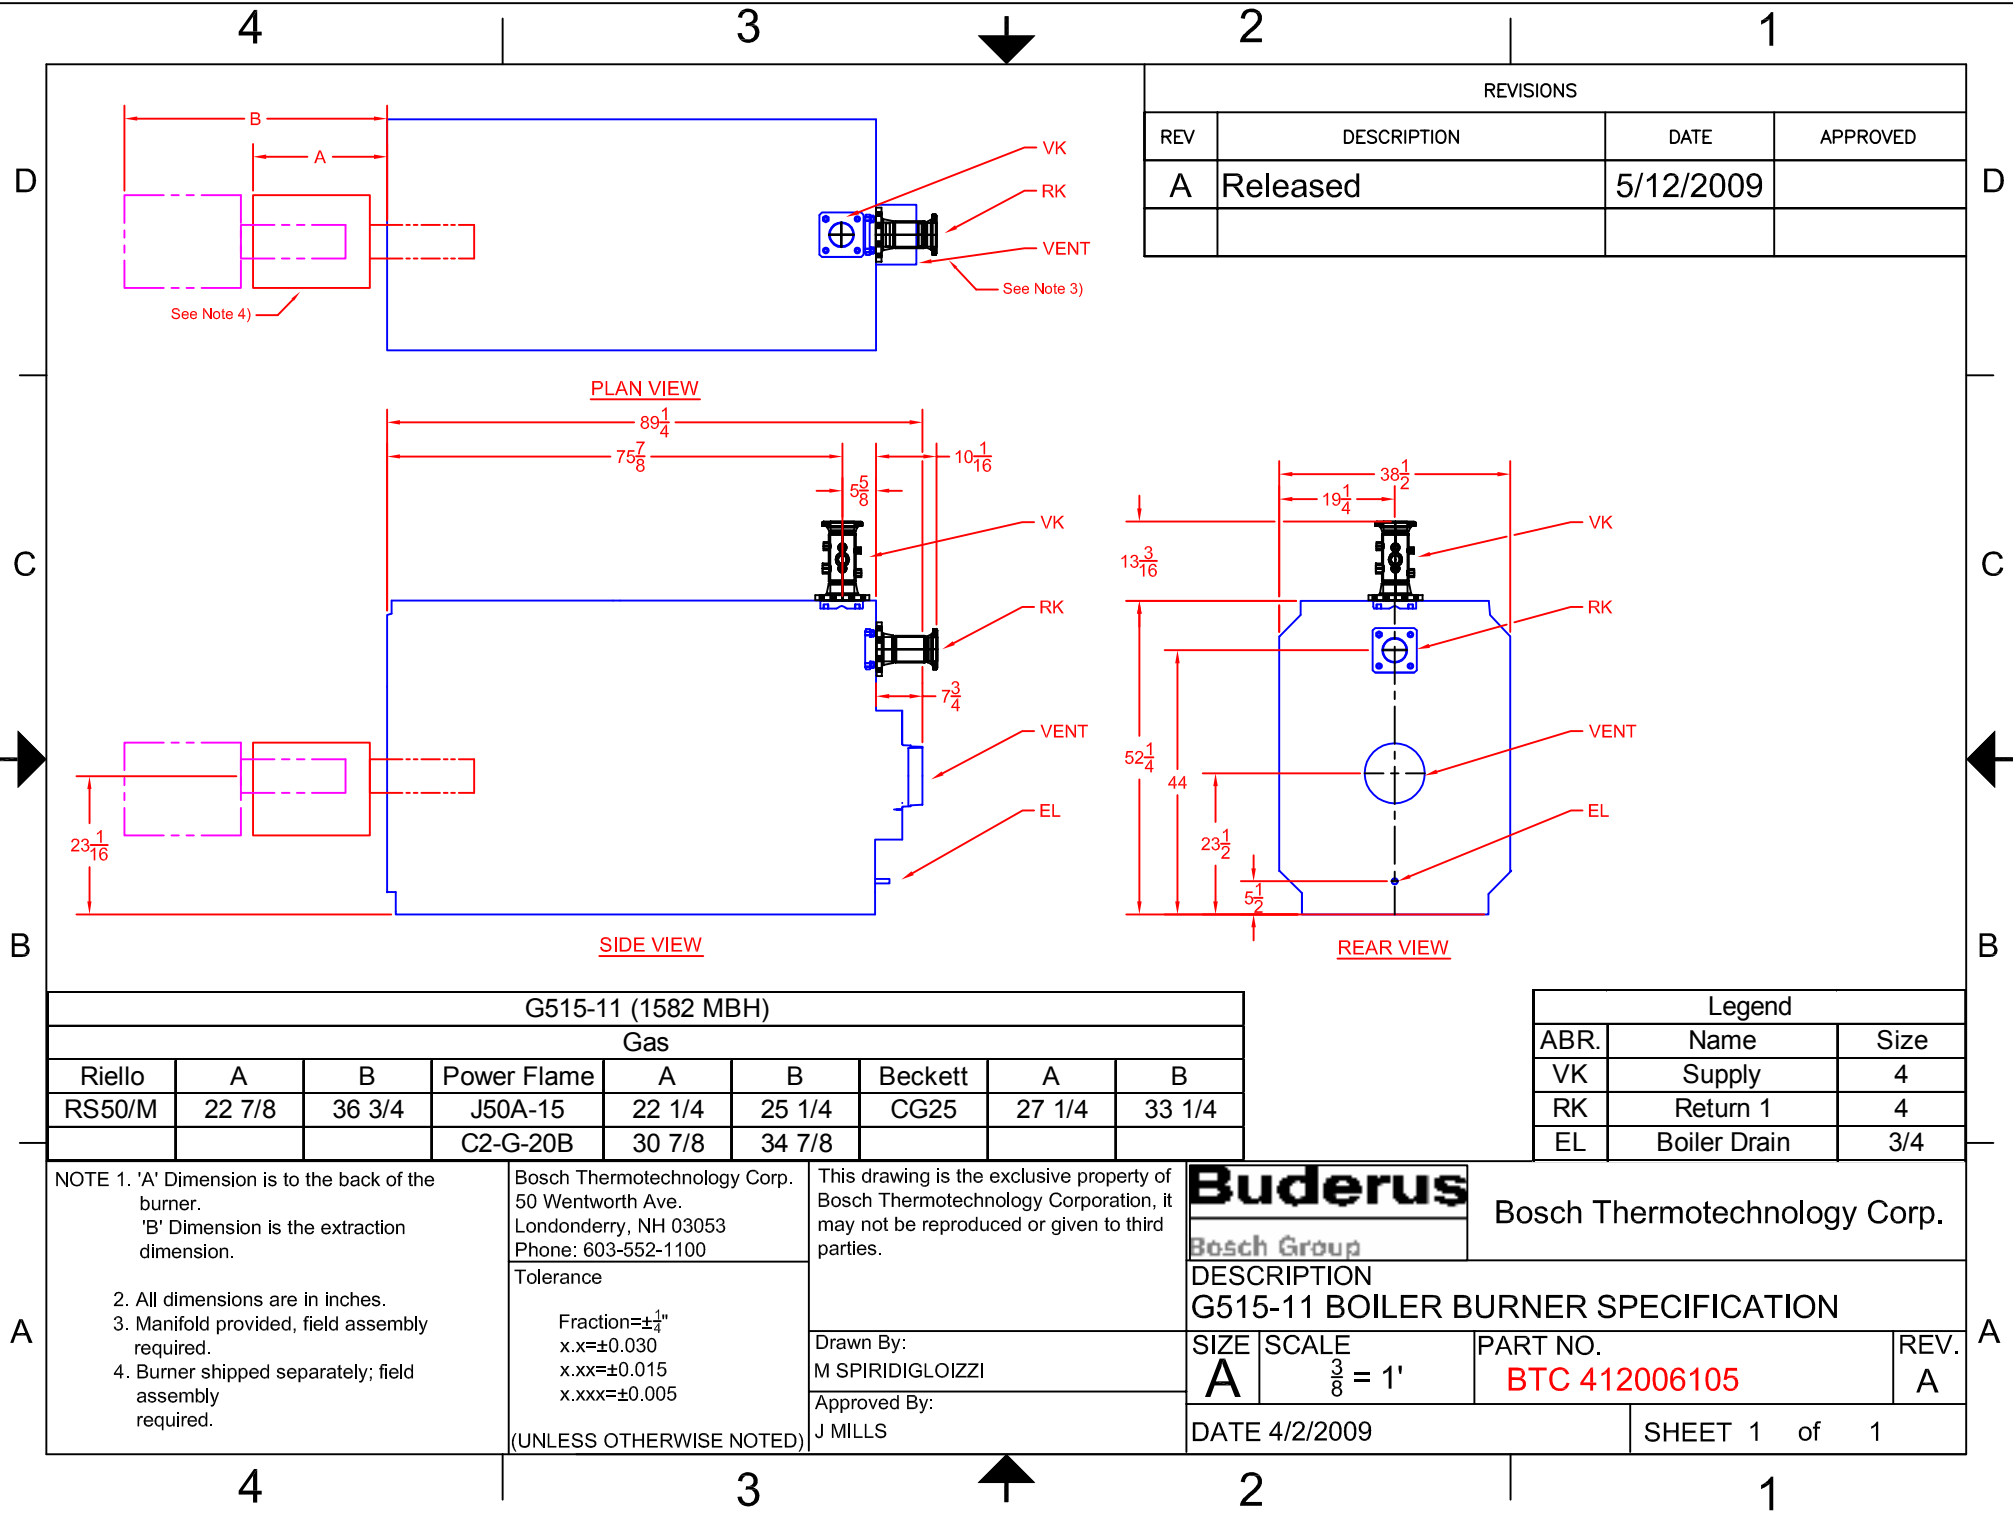 4 3 2 1
REVISIONS
REV DESCRIPTION DATE APPROVED
A Released 5/12/2009
D D
B
A
VK
RK
VENT
See Note 3)
See Note 4)
PLAN VIEW
89 1/4
75 7/8
10 1/16
5 5/8
VK
RK
7 3/4
VENT
EL
23 1/16
SIDE VIEW
C C
38 1/2
19 1/4
VK
13 3/16
RK
VENT
52 1/4
44
EL
23 1/2
5 1/2
REAR VIEW
B B
G515-11 (1582 MBH)
Gas
Riello A B Power Flame A B Beckett A B
RS50/M 22 7/8 36 3/4 J50A-15 22 1/4 25 1/4 CG25 27 1/4 33 1/4
C2-G-20B 30 7/8 34 7/8
Legend
ABR. Name Size
VK Supply 4
RK Return 1 4
EL Boiler Drain 3/4
NOTE 1. 'A' Dimension is to the back of the
burner.
'B' Dimension is the extraction
dimension.
2. All dimensions are in inches.
3. Manifold provided, field assembly
required.
4. Burner shipped separately; field
assembly
required.
Bosch Thermotechnology Corp.
50 Wentworth Ave.
Londonderry, NH 03053
Phone: 603-552-1100
Tolerance
Fraction=±1/4"
x.x=±0.030
x.xx=±0.015
x.xxx=±0.005
(UNLESS OTHERWISE NOTED)
This drawing is the exclusive property of
Bosch Thermotechnology Corporation, it
may not be reproduced or given to third
parties.
Drawn By:
M SPIRIDIGLOIZZI
Approved By:
J MILLS
Buderus
Bosch Group
Bosch Thermotechnology Corp.
DESCRIPTION
G515-11 BOILER BURNER SPECIFICATION
SIZE SCALE PART NO. REV.
A 3/8 = 1' BTC 412006105 A
DATE 4/2/2009 SHEET 1 of 1
A A
4 3 2 1